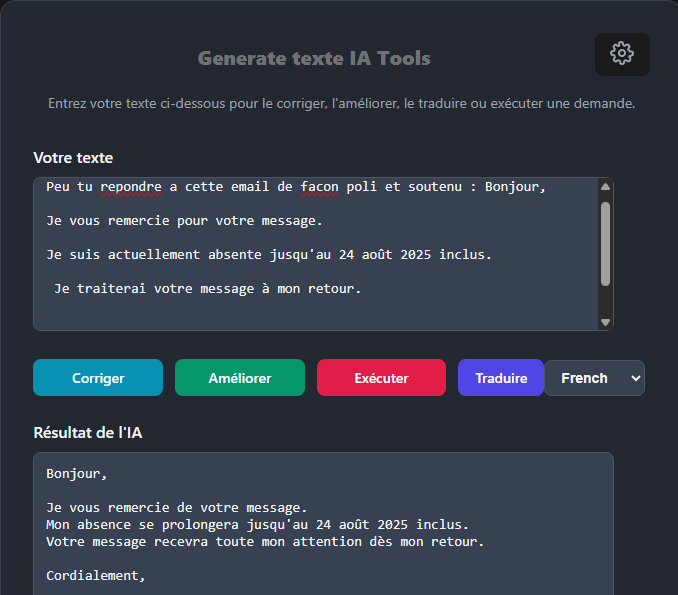 Generate texte IA Tools
Entrez votre texte ci-dessous pour le corriger, l'améliorer, le traduire ou exécuter une demande.
Votre texte
Peu tu repondre a cette email de facon poli et soutenu : Bonjour,
Je vous remercie pour votre message.
Je suis actuellement absente jusqu'au 24 août 2025 inclus.
Je traiterai votre message à mon retour.
Corriger Améliorer Exécuter Traduire French
Résultat de l'IA
Bonjour,
Je vous remercie de votre message.
Mon absence se prolongera jusqu'au 24 août 2025 inclus.
Votre message recevra toute mon attention dès mon retour.
Cordialement,